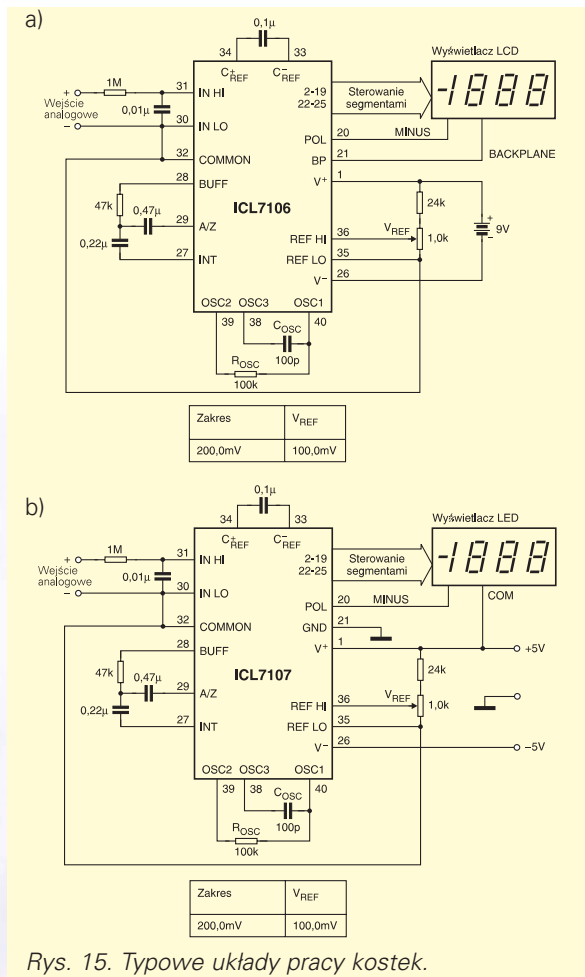 a)
0,1µ
34 33
C+REF C−REF
Wyświetlacz LCD
-1888
+ 1M 31 IN HI
Wejście
analogowe
0,01µ
− 30 IN LO
32 COMMON
28 BUFF
47k
0,47µ 29 A/Z
0,22µ
27 INT
ICL7106
2-19
22-25
Sterowanie
segmentami
POL 20 MINUS
BP 21 BACKPLANE
V+ 1
24k
REF HI 36 VREF 1,0k
REF LO 35
V− 26
+
9V
−
OSC2 OSC3 OSC1
39 38 40
COSC
100p
ROSC
100k
Zakres VREF
200,0mV 100,0mV
b)
0,1µ
34 33
C+REF C−REF
Wyświetlacz LED
-1888
+ 1M 31 IN HI
Wejście
analogowe
0,01µ
− 30 IN LO
32 COMMON
28 BUFF
47k
0,47µ 29 A/Z
0,22µ
27 INT
ICL7107
2-19
22-25
Sterowanie
segmentami
POL 20 MINUS
COM
GND 21
V+ 1 +5V
24k
REF HI 36 VREF 1,0k
REF LO 35
V− 26 −5V
OSC2 OSC3 OSC1
39 38 40
COSC
100p
ROSC
100k
Zakres VREF
200,0mV 100,0mV
Rys. 15. Typowe układy pracy kostek.